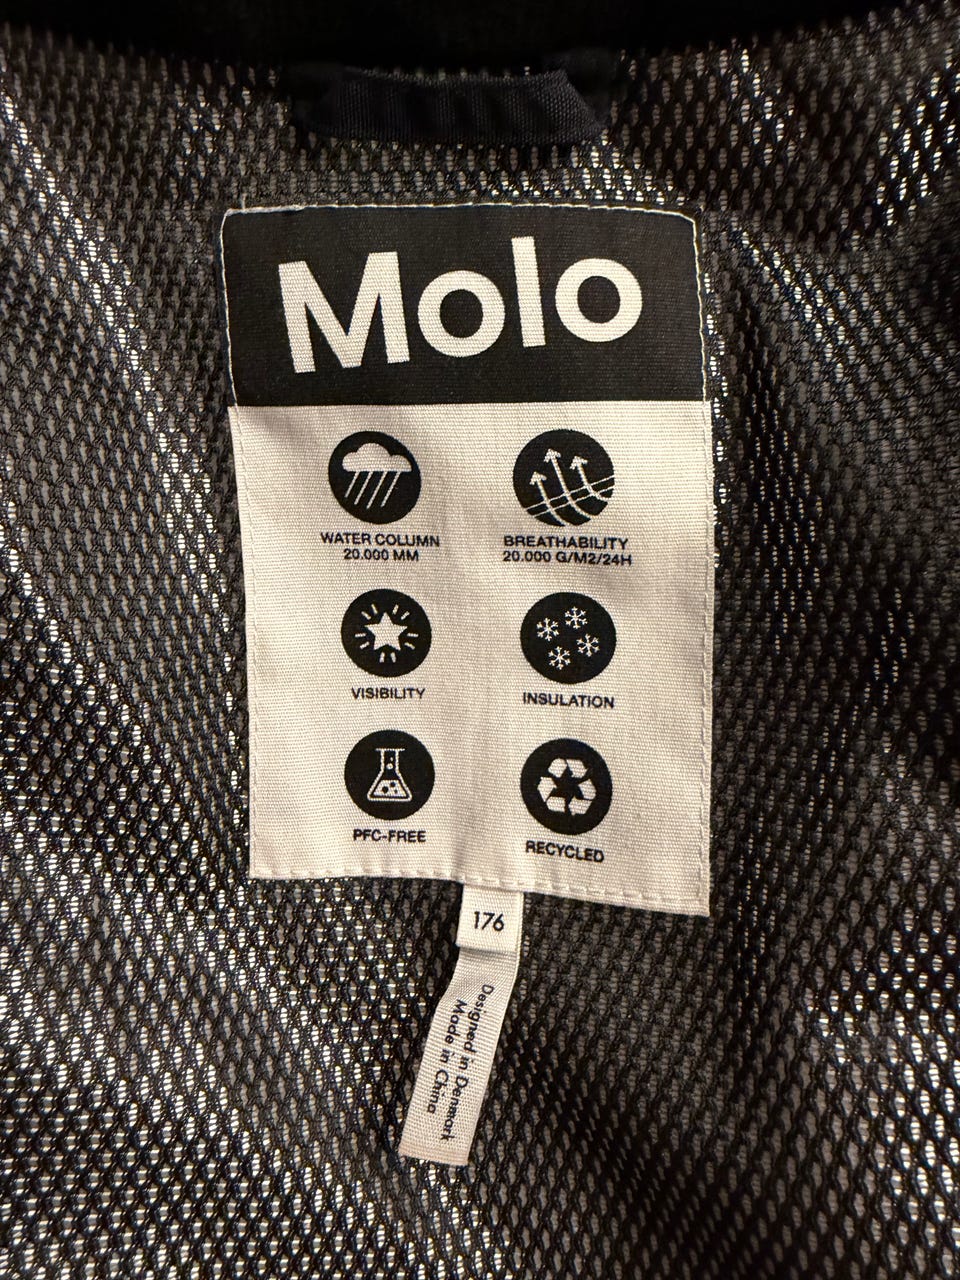 Molo
WATER COLUMN
20.000 MM
BREATHABILITY
20.000 G/M2/24H
VISIBILITY
INSULATION
PFC-FREE
RECYCLED
176
Designed in Denmark
Made in China